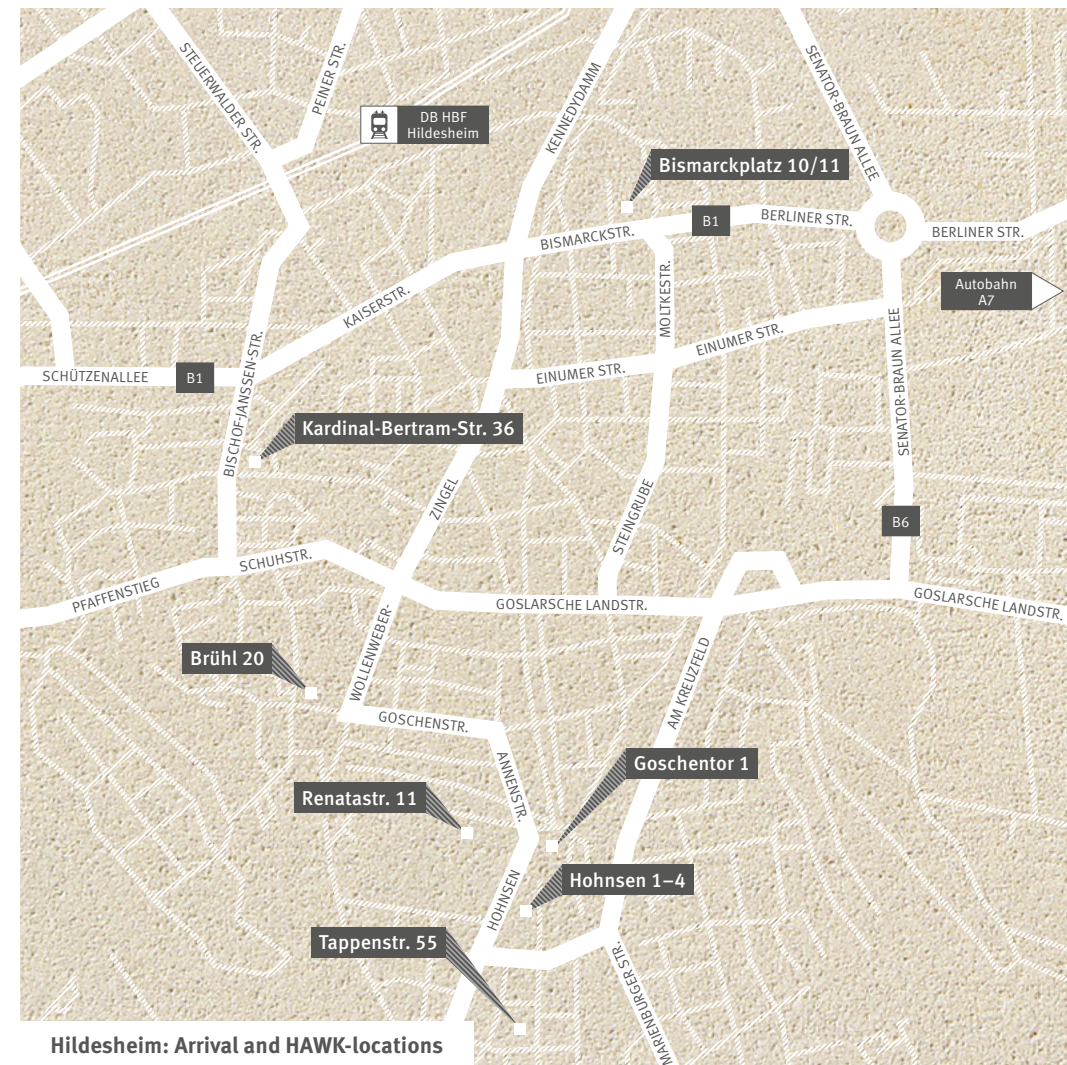 STEUERWALDER STR.
PEINER STR.
DB HBF
Hildesheim
KENNEDYDAMM
SENATOR-BRAUN ALLEE
Bismarckplatz 10/11
BISMARCKSTR.
B1
BERLINER STR.
BERLINER STR.
Autobahn
A7
KAISERSTR.
MOLTKESTR.
SCHÜTZENALLEE
B1
EINUMER STR.
EINUMER STR.
SENATOR-BRAUN ALLEE
BISCHOF-JANSSEN-STR.
Kardinal-Bertram-Str. 36
ZINGEL
STEINGRUBE
B6
PFAFFENSTIEG
SCHUHSTR.
GOSLARSCHE LANDSTR.
GOSLARSCHE LANDSTR.
WOLLENWEBER-
AM KREUZFELD
Brühl 20
GOSCHENSTR.
ANNENSTR.
Goschentor 1
Renatastr. 11
Hohnsen 1–4
HOHNSEN
Tappenstr. 55
MARIENBURGER STR.
Hildesheim: Arrival and HAWK-locations